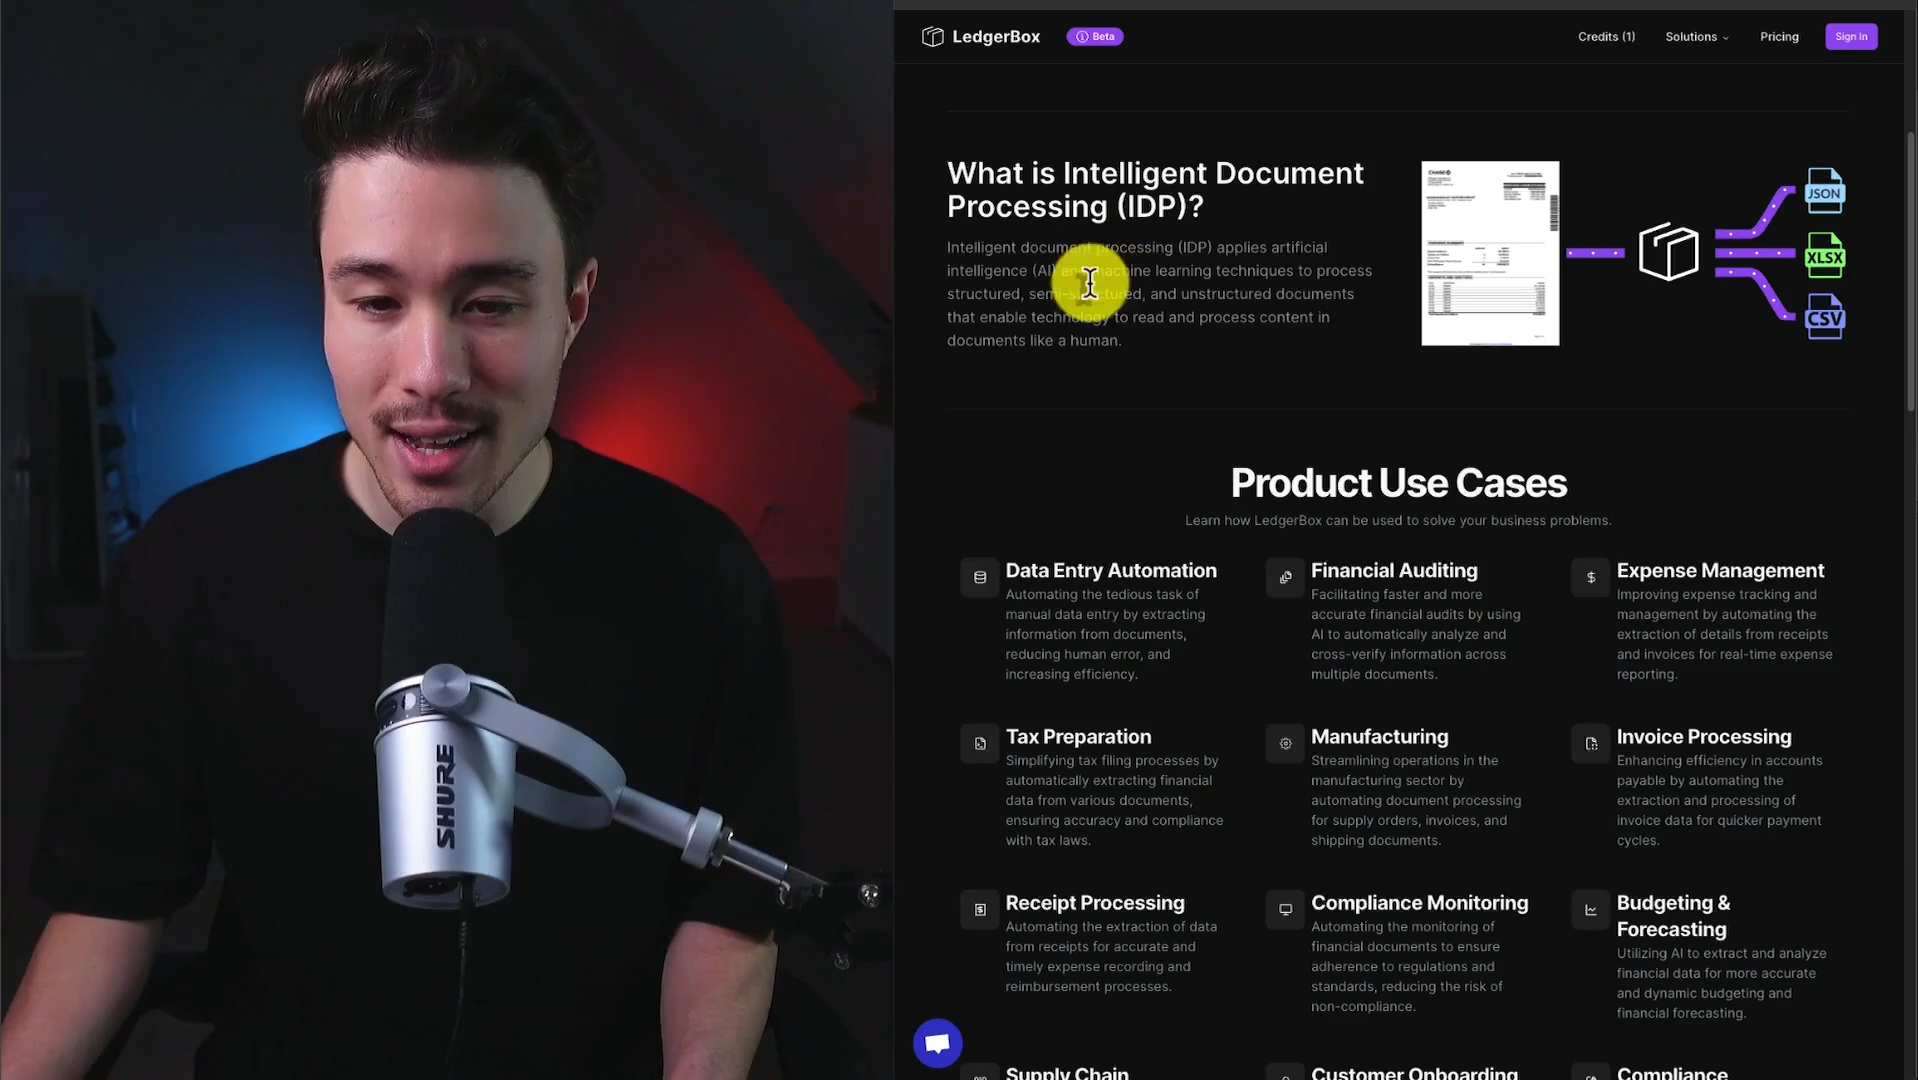 LedgerBox
Beta
Credits (1)
Solutions
Pricing
Sign In
What is Intelligent Document
Processing (IDP)?
Intelligent document processing (IDP) applies artificial
intelligence (AI) and machine learning techniques to process
structured, semi-structured, and unstructured documents
that enable technology to read and process content in
documents like a human.
CHASE
JSON
XLSX
CSV
Product Use Cases
Learn how LedgerBox can be used to solve your business problems.
Data Entry Automation
Automating the tedious task of
manual data entry by extracting
information from documents,
reducing human error, and
increasing efficiency.
Financial Auditing
Facilitating faster and more
accurate financial audits by using
AI to automatically analyze and
cross-verify information across
multiple documents.
Expense Management
Improving expense tracking and
management by automating the
extraction of details from receipts
and invoices for real-time expense
reporting.
Tax Preparation
Simplifying tax filing processes by
automatically extracting financial
data from various documents,
ensuring accuracy and compliance
with tax laws.
Manufacturing
Streamlining operations in the
manufacturing sector by
automating document processing
for supply orders, invoices, and
shipping documents.
Invoice Processing
Enhancing efficiency in accounts
payable by automating the
extraction and processing of
invoice data for quicker payment
cycles.
Receipt Processing
Automating the extraction of data
from receipts for accurate and
timely expense recording and
reimbursement processes.
Compliance Monitoring
Automating the monitoring of
financial documents to ensure
adherence to regulations and
standards, reducing the risk of
non-compliance.
Budgeting &
Forecasting
Utilizing AI to extract and analyze
financial data for more accurate
and dynamic budgeting and
financial forecasting.
Supply Chain
Customer Onboarding
Compliance
SHURE